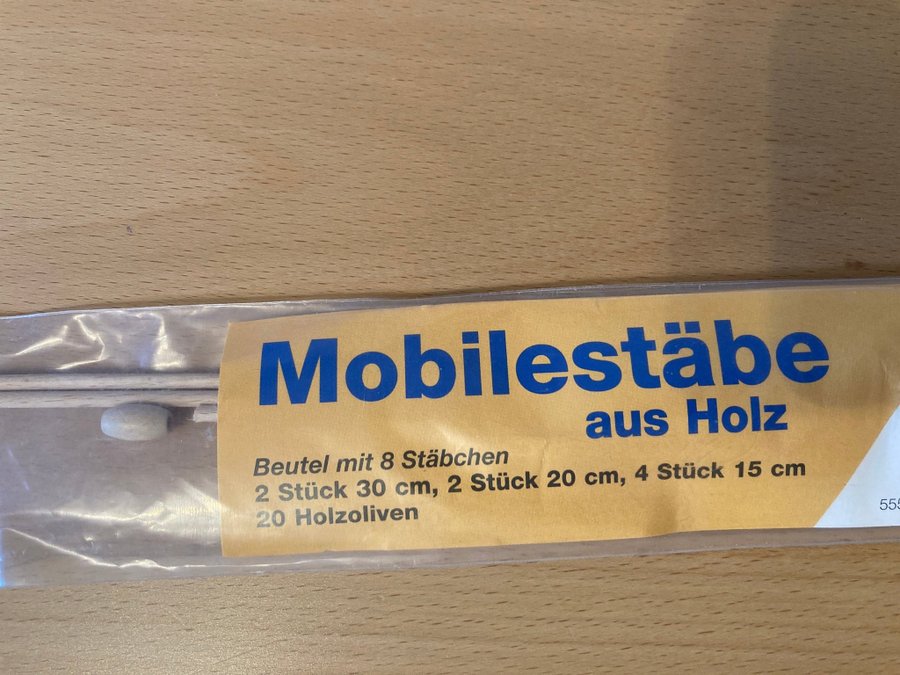 Mobilestäbe
aus Holz
Beutel mit 8 Stäbchen
2 Stück 30 cm, 2 Stück 20 cm, 4 Stück 15 cm
20 Holzoliven
555